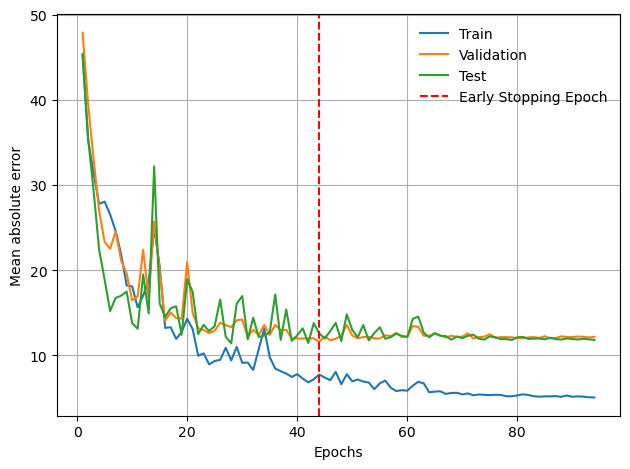 50
40
30
20
10
Mean absolute error
Train
Validation
Test
Early Stopping Epoch
0 20 40 60 80
Epochs